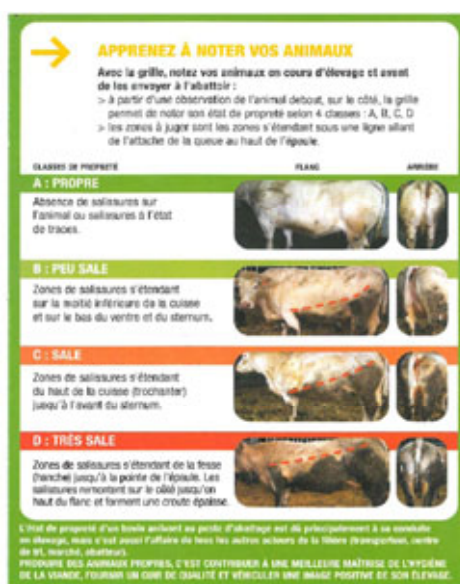 APPRENEZ À NOTER VOS ANIMAUX
Avec la grille, notez vos animaux en cours d'élevage et avant
de les envoyer à l'abattoir :
> à partir d'une observation de l'animal debout, sur le côté, la grille
permet de noter son état de propreté selon 4 classes : A, B, C, D
> les zones à juger sont les zones s'étendant sous une ligne allant
de l'attache de la queue au haut de l'épaule.
CLASSES DE PROPRETÉ FLANC ARRIÈRE
A : PROPRE
Absence de salissures sur
l'animal ou salissures à l'état
de traces.
B : PEU SALE
Zones de salissures s'étendant
sur la moitié inférieure de la cuisse
et sur le bas du ventre et du sternum.
C : SALE
Zones de salissures s'étendant
du haut de la cuisse (trochanter)
jusqu'à l'avant du sternum.
D : TRÈS SALE
Zones de salissures s'étendant de la fesse
(hanche) jusqu'à la pointe de l'épaule. Les
salissures remontent sur le côté jusqu'en
haut du flanc et forment une croute épaisse.
L'état de propreté d'un bovin arrivant au poste d'abattage est dû principalement à sa conduite
en élevage, mais c'est aussi l'affaire de tous les autres acteurs de la filière (transporteur, centre
de tri, marché, abatteur).
PRODUIRE DES ANIMAUX PROPRES, C'EST CONTRIBUER À UNE MEILLEURE MAÎTRISE DE L'HYGIÈNE
DE LA VIANDE, FOURNIR UN CUIR DE QUALITÉ ET VÉHICULER UNE IMAGE POSITIVE DE SON ÉLEVAGE.